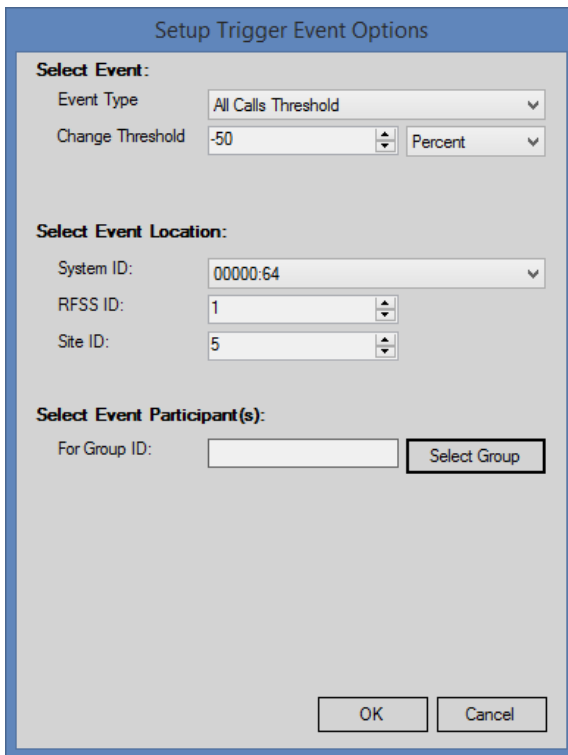 Setup Trigger Event Options
Select Event:
Event Type All Calls Threshold
Change Threshold -50 Percent
Select Event Location:
System ID: 00000:64
RFSS ID: 1
Site ID: 5
Select Event Participant(s):
For Group ID: Select Group
OK Cancel